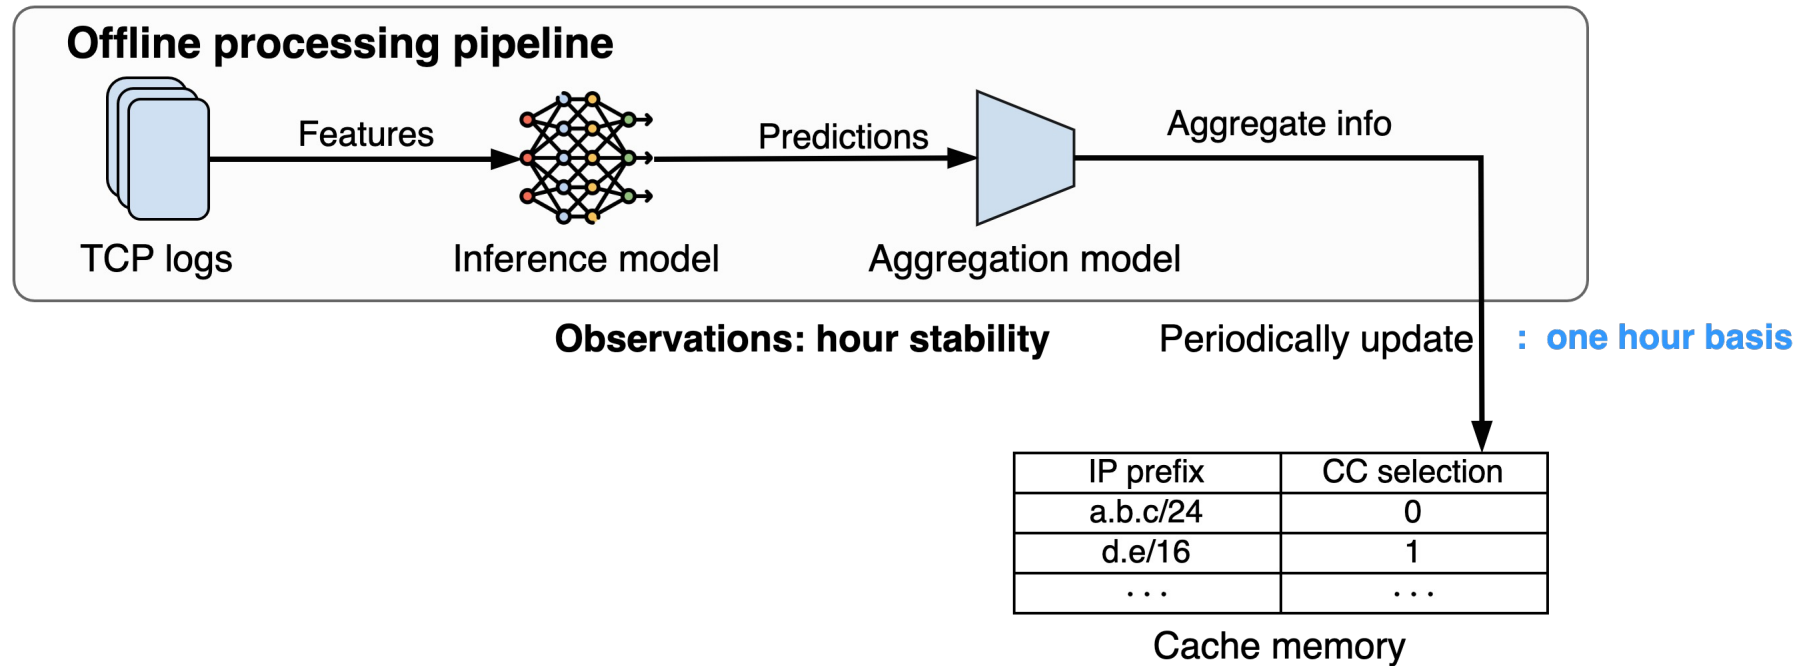 Offline processing pipeline
Features
Predictions
Aggregate info
TCP logs
Inference model
Aggregation model
Observations: hour stability
Periodically update : one hour basis
IP prefix CC selection
a.b.c/24 0
d.e/16 1
... ...
Cache memory